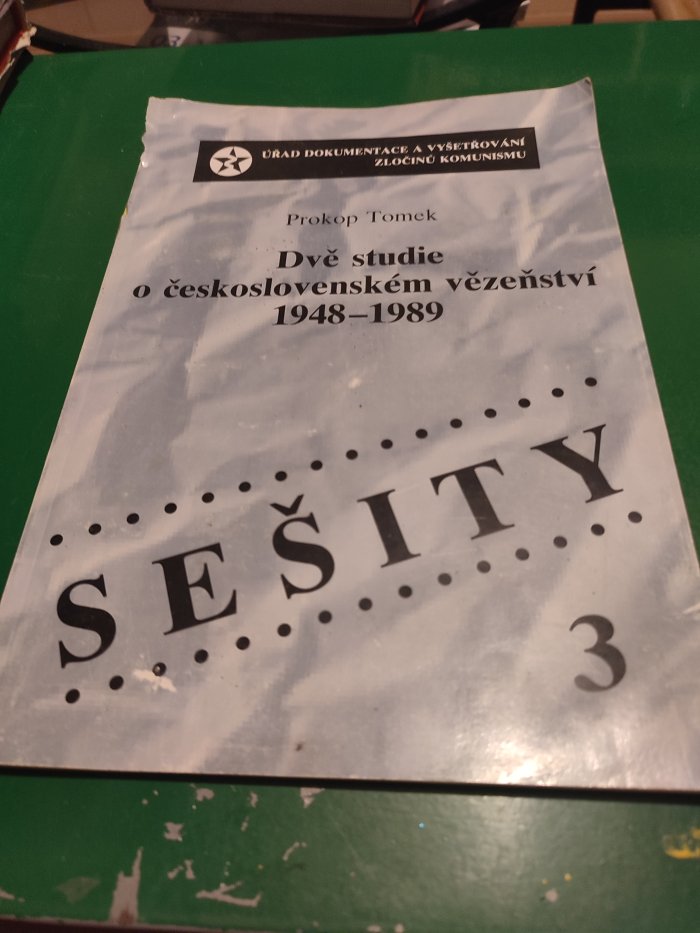 ÚŘAD DOKUMENTACE A VYŠETŘOVÁNÍ
ZLOČINŮ KOMUNISMU
Prokop Tomek
Dvě studie
o československém vězeňství
1948–1989
SEŠITY
3